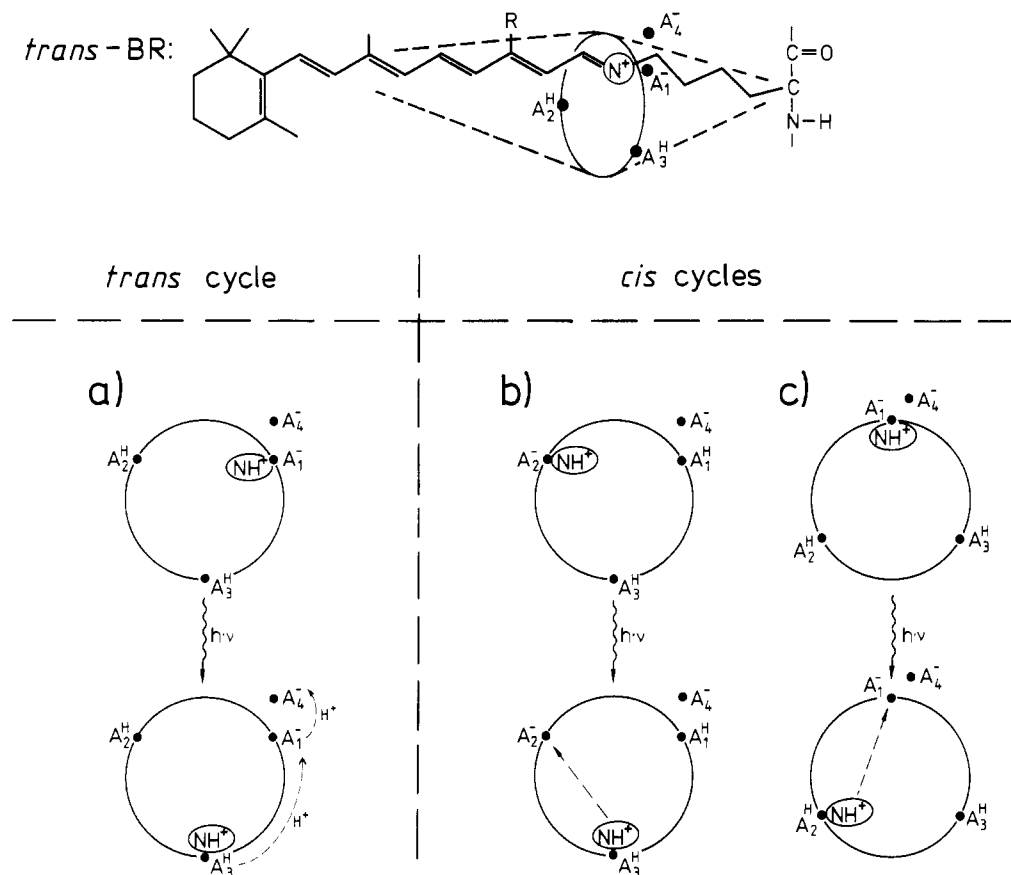 trans-BR:
R
A₄⁻
N⁺
A₁⁻
A₂ᴴ
A₃ᴴ
C=O
C
N-H
trans cycle
cis cycles
a)
A₄⁻
A₂ᴴ
NH⁺
A₁⁻
A₃ᴴ
h·ν
A₄⁻
H⁺
A₂ᴴ
A₁⁻
H⁺
NH⁺
A₃ᴴ
b)
A₄⁻
A₂⁻
NH⁺
A₁ᴴ
A₃ᴴ
h·ν
A₄⁻
A₂⁻
A₁ᴴ
NH⁺
A₃ᴴ
c)
A₁⁻
A₄⁻
NH⁺
A₂ᴴ
A₃ᴴ
h·ν
A₁⁻
A₄⁻
A₂ᴴ
NH⁺
A₃ᴴ